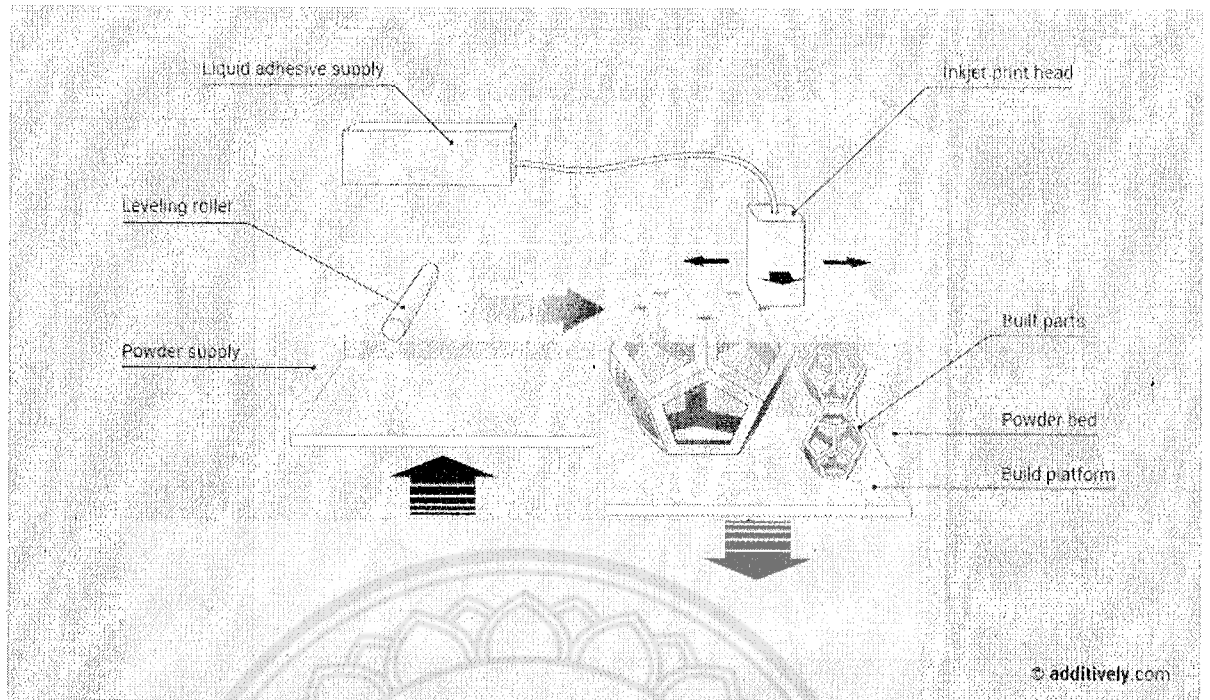 Liquid adhesive supply
Inkjet print head
Leveling roller
Built parts
Powder supply
Powder bed
Build platform
© additively.com